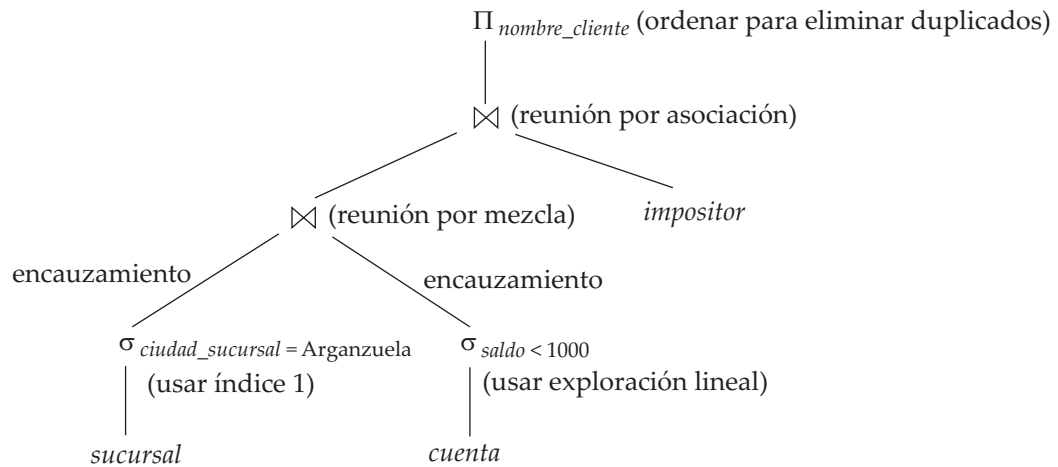 Π nombre_cliente (ordenar para eliminar duplicados)
⋈ (reunión por asociación)
⋈ (reunión por mezcla)
impositor
encauzamiento
encauzamiento
σ ciudad_sucursal = Arganzuela
(usar índice 1)
σ saldo < 1000
(usar exploración lineal)
sucursal
cuenta